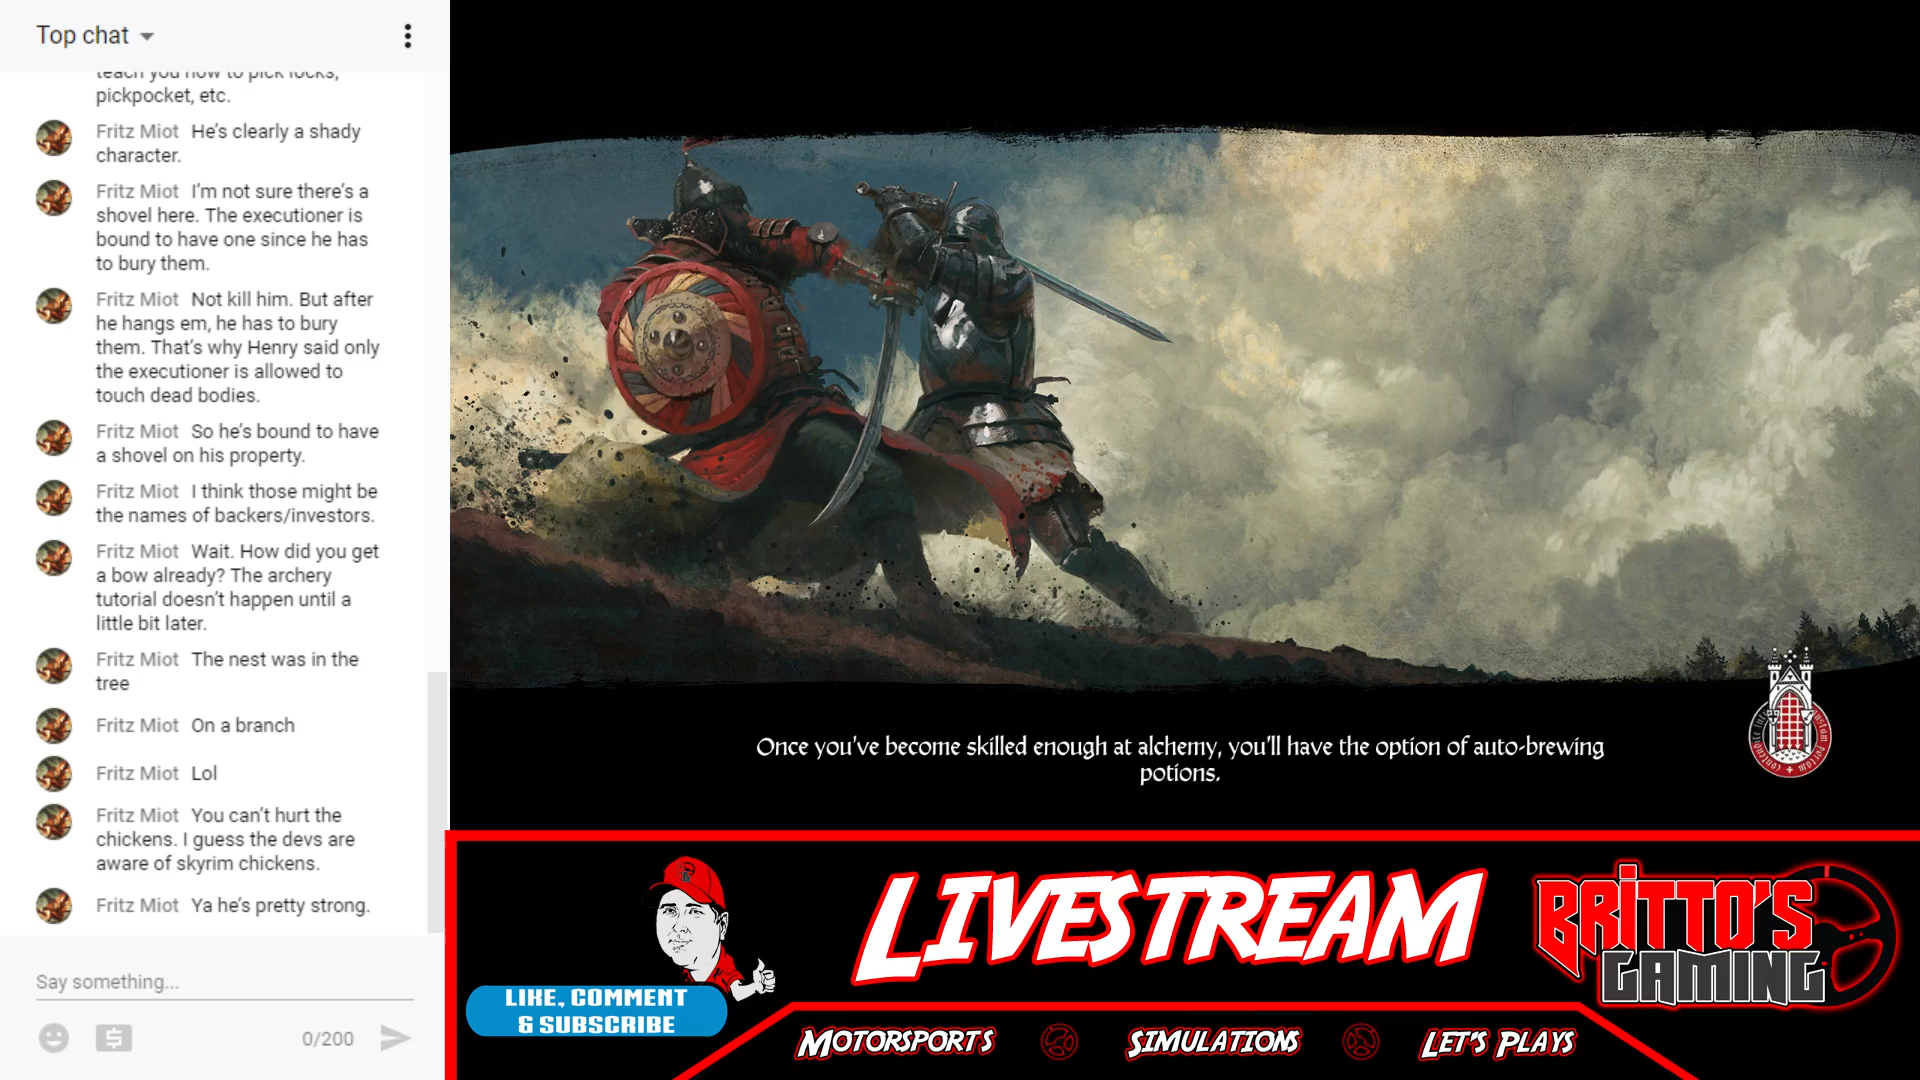 Top chat
teach you how to pick locks,
pickpocket, etc.
Fritz Miot He's clearly a shady
character.
Fritz Miot I'm not sure there's a
shovel here. The executioner is
bound to have one since he has
to bury them.
Fritz Miot Not kill him. But after
he hangs em, he has to bury
them. That's why Henry said only
the executioner is allowed to
touch dead bodies.
Fritz Miot So he's bound to have
a shovel on his property.
Fritz Miot I think those might be
the names of backers/investors.
Fritz Miot Wait. How did you get
a bow already? The archery
tutorial doesn't happen until a
little bit later.
Fritz Miot The nest was in the
tree
Fritz Miot On a branch
Fritz Miot Lol
Fritz Miot You can't hurt the
chickens. I guess the devs are
aware of skyrim chickens.
Fritz Miot Ya he's pretty strong.
Say something...
0/200
Once you've become skilled enough at alchemy, you'll have the option of auto-brewing
potions.
LIVESTREAM
BRITTO'S
GAMING
LIKE, COMMENT
& SUBSCRIBE
MOTORSPORTS
SIMULATIONS
LET'S PLAYS